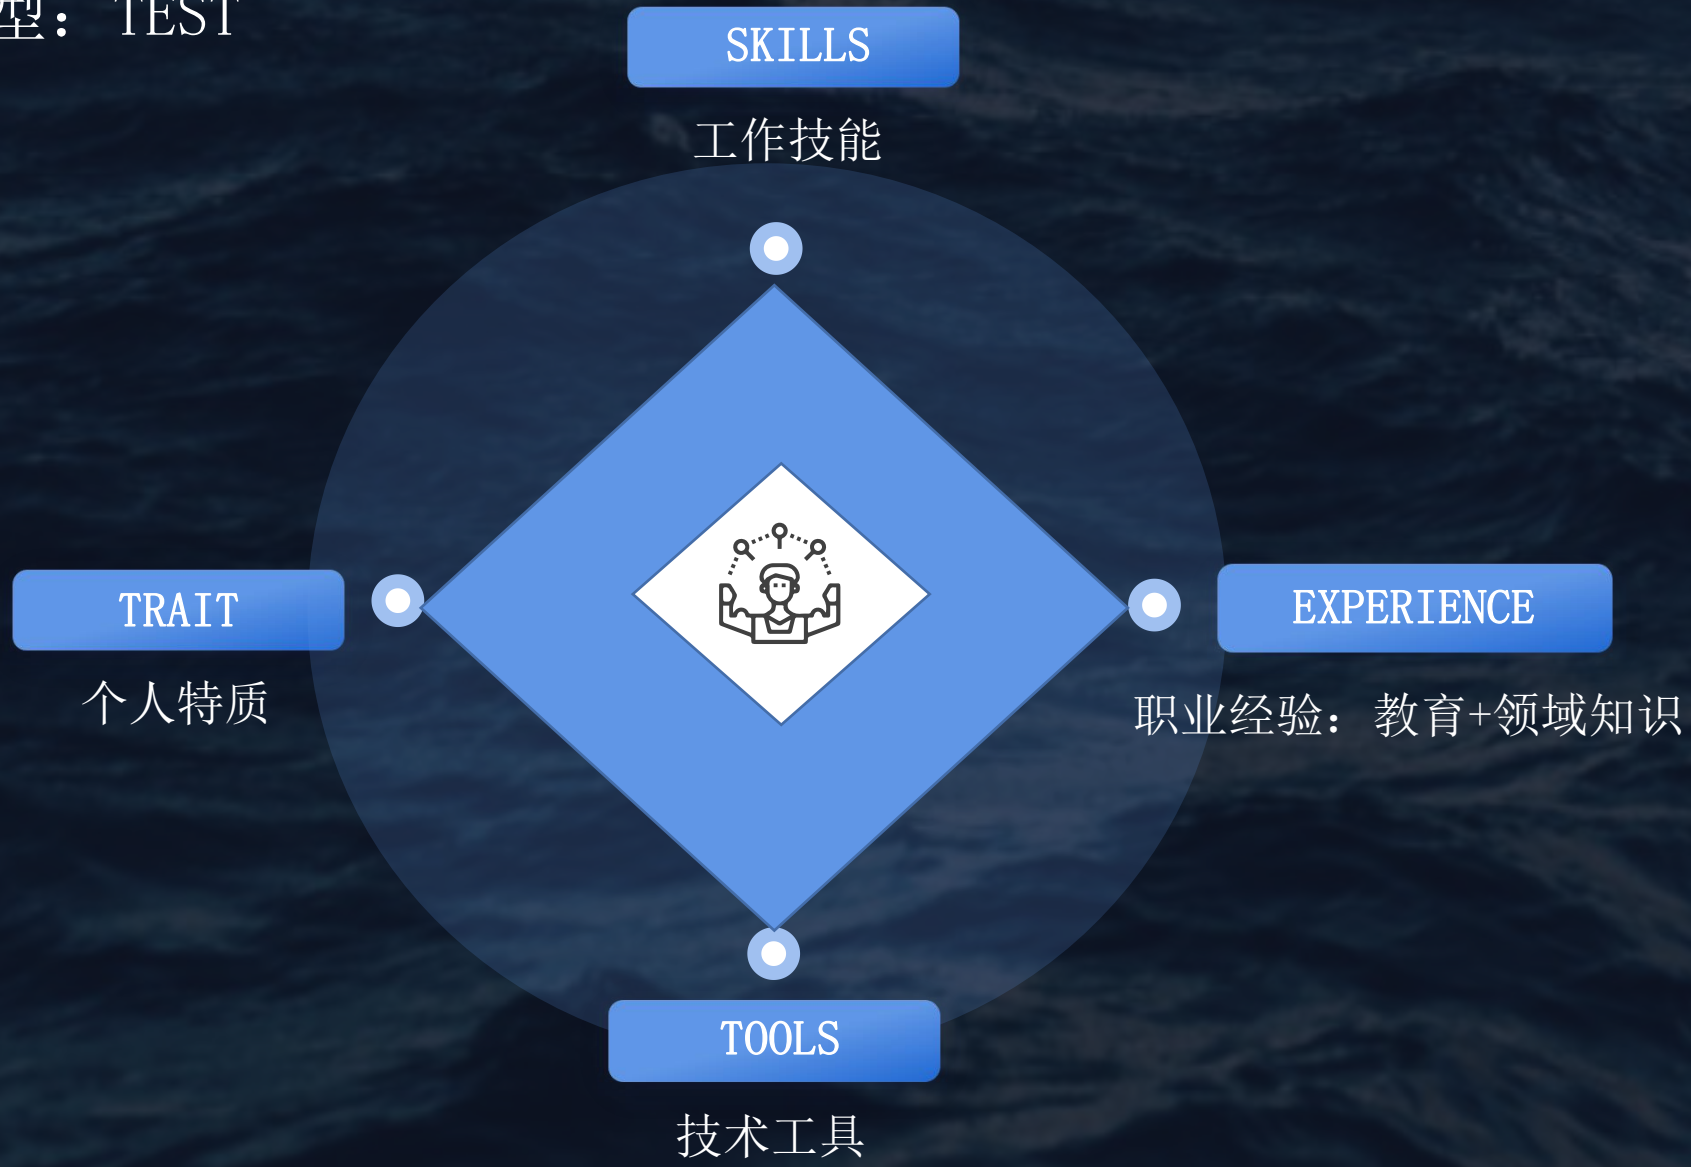 型：TEST
SKILLS
工作技能
TRAIT
个人特质
EXPERIENCE
职业经验：教育+领域知识
TOOLS
技术工具